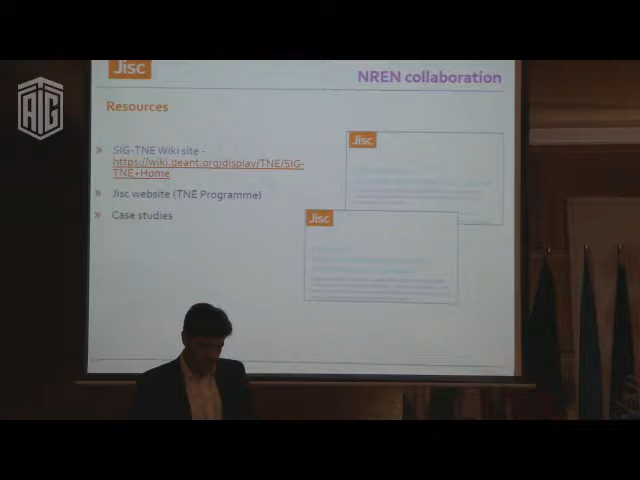 Jisc
NREN collaboration
AIG
Resources
» SIG-TNE Wiki site -
https://wiki.geant.org/display/TNE/SIG-
TNE+Home
» Jisc website (TNE Programme)
» Case studies
Jisc
Jisc